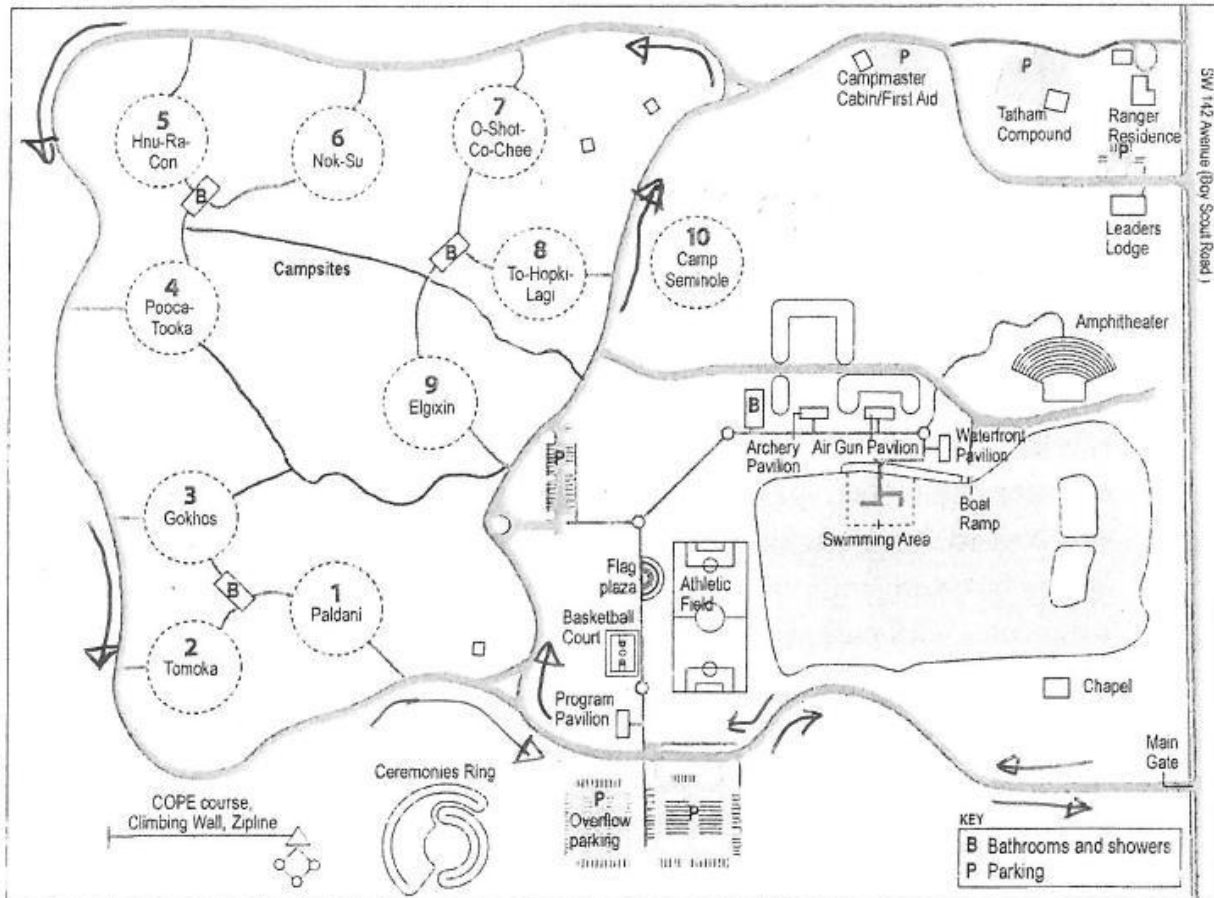 5
Hnu-Ra-
Con
6
Nok-Su
7
O-Shot-
Co-Chee
P
Campmaster
Cabin/First Aid
P
Tatham
Compound
Ranger
Residence
P
Leaders
Lodge
SW 142 Avenue (Boy Scout Road)
B
Campsites
B
8
To-Hopki-
Lagi
10
Camp
Seminole
4
Pooca-
Tooka
Amphitheater
9
Elgixin
B
Archery
Pavilion
Air Gun Pavilion
Waterfront
Pavilion
P
Boat
Ramp
Swimming Area
3
Gokhos
B
1
Paldani
2
Tomoka
Flag
plaza
Athletic
Field
Basketball
Court
Program
Pavilion
Chapel
Main
Gate
Ceremonies Ring
COPE course,
Climbing Wall, Zipline
P
Overflow
parking
P
KEY
B Bathrooms and showers
P Parking